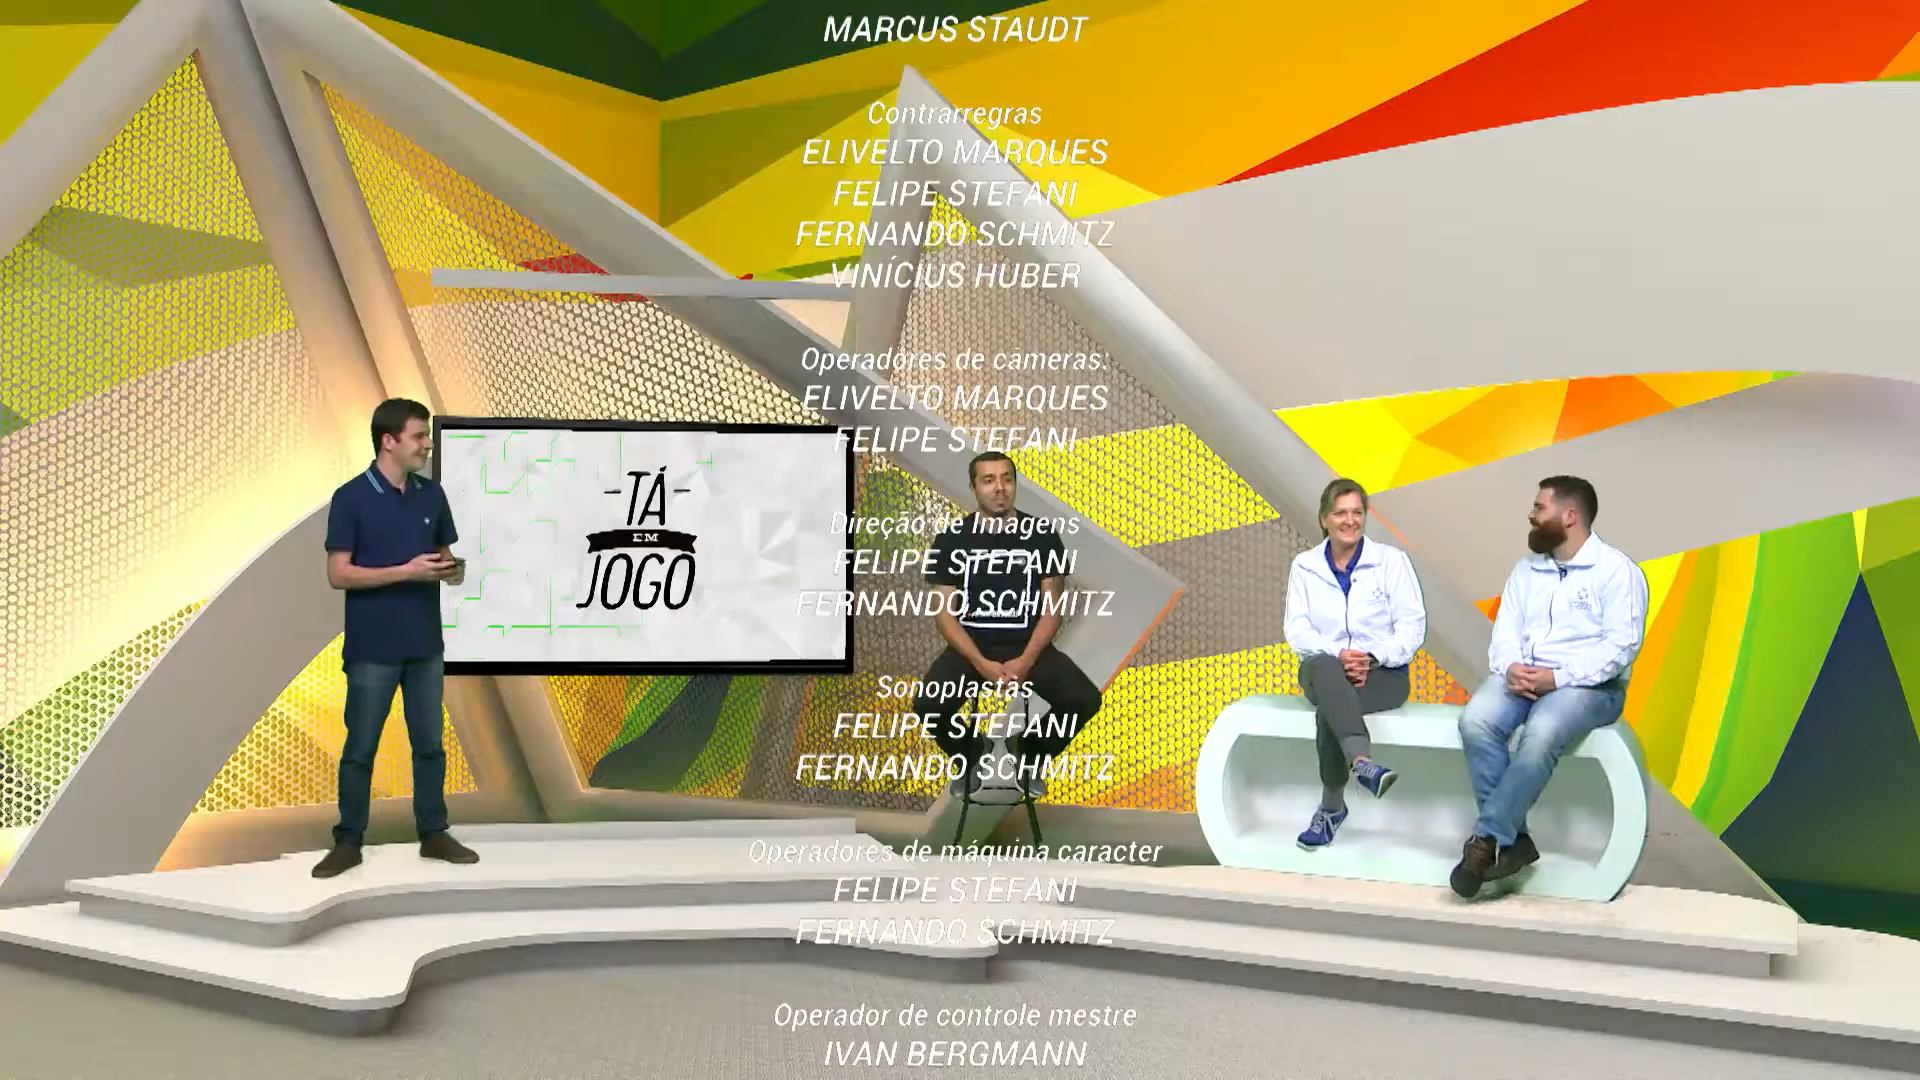 MARCUS STAUDT
Contrarregras
ELIVELTO MARQUES
FELIPE STEFANI
FERNANDO SCHMITZ
VINÍCIUS HUBER
Operadores de câmeras:
ELIVELTO MARQUES
FELIPE STEFANI
-TÁ-
EM
JOGO
Direção de Imagens
FELIPE STEFANI
FERNANDO SCHMITZ
Sonoplastas
FELIPE STEFANI
FERNANDO SCHMITZ
Operadores de máquina caracter
FELIPE STEFANI
FERNANDO SCHMITZ
Operador de controle mestre
IVAN BERGMANN